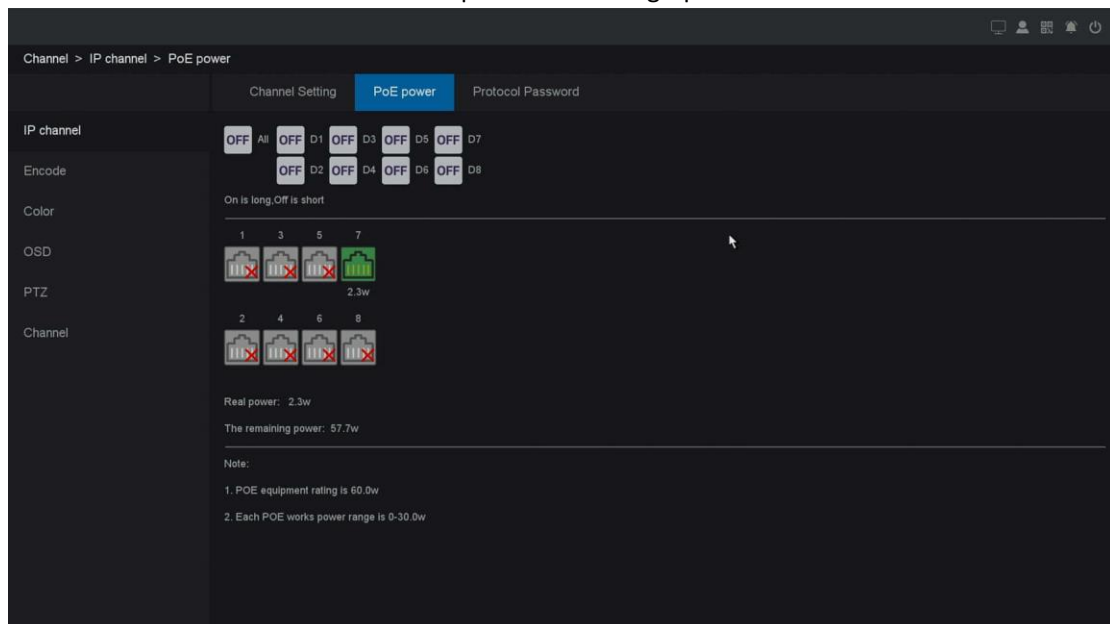 Channel > IP channel > PoE power
Channel Setting PoE power Protocol Password
IP channel
Encode
Color
OSD
PTZ
Channel
OFF All OFF D1 OFF D3 OFF D5 OFF D7
OFF D2 OFF D4 OFF D6 OFF D8
On is long,Off is short
1 3 5 7
2.3w
2 4 6 8
Real power: 2.3w
The remaining power: 57.7w
Note:
1. POE equipment rating is 60.0w
2. Each POE works power range is 0-30.0w